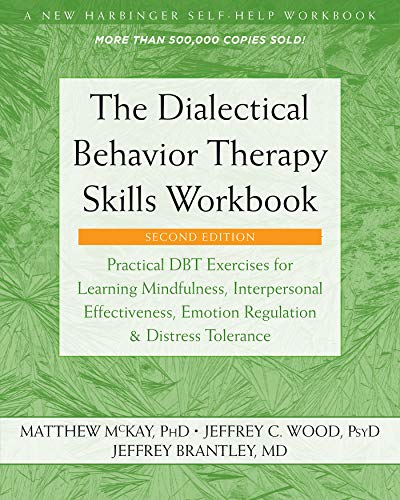 A NEW HARBINGER SELF-HELP WORKBOOK
MORE THAN 500,000 COPIES SOLD!
The Dialectical
Behavior Therapy
Skills Workbook
SECOND EDITION
Practical DBT Exercises for
Learning Mindfulness, Interpersonal
Effectiveness, Emotion Regulation
& Distress Tolerance
MATTHEW McKAY, PHD • JEFFREY C. WOOD, PSYD
JEFFREY BRANTLEY, MD